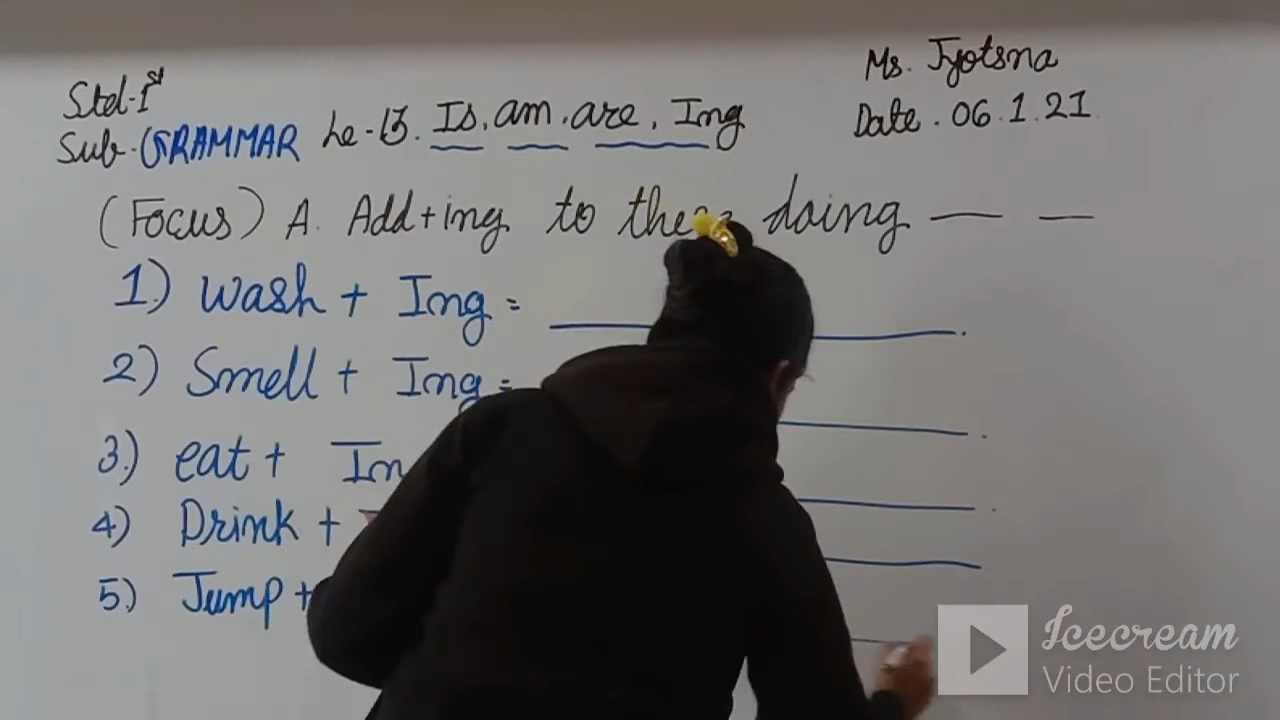 Std-1st
Ms. Jyotsna
Sub-GRAMMAR Le-13. Is, am, are, Ing
Date. 06.1.21
(Focus) A. Add+ing to the doing
1.) Wash + Ing =
2) Smell + Ing =
3.) eat + In
4) Drink +
5.) Jump +
Icecream
Video Editor